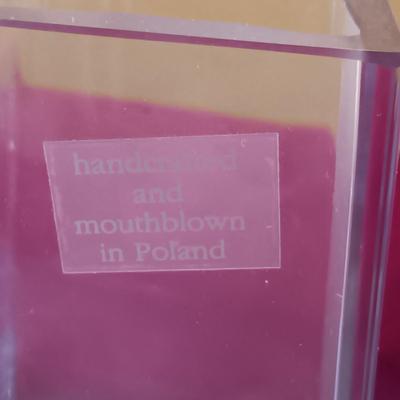 handcrafted
and
mouthblown
in Poland